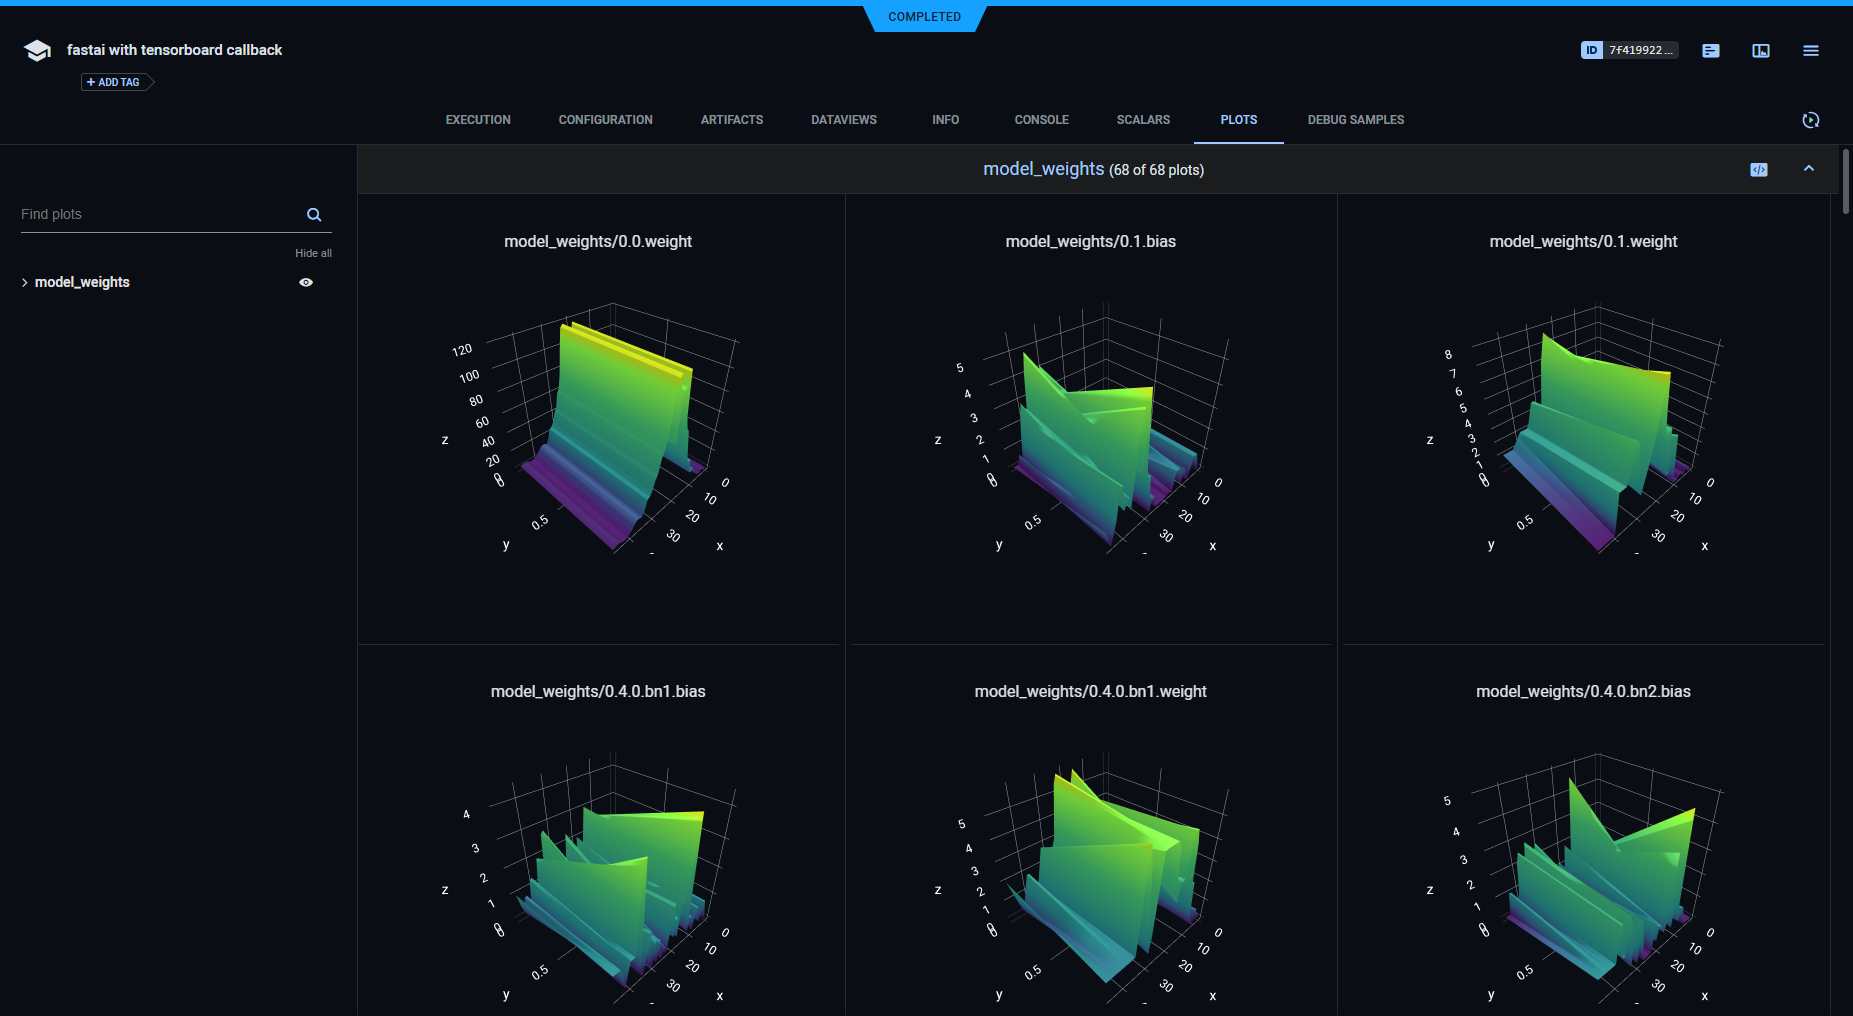 COMPLETED
fastai with tensorboard callback
ID 7f419922...
+ ADD TAG
EXECUTION CONFIGURATION ARTIFACTS DATAVIEWS INFO CONSOLE SCALARS PLOTS DEBUG SAMPLES
model_weights (68 of 68 plots)
Find plots
Hide all
model_weights
model_weights/0.0.weight
120
100
80
60
40
20
0
0
0.5
0
10
20
30
z
y
x
model_weights/0.1.bias
5
4
3
2
1
0
0
0.5
0
10
20
30
z
y
x
model_weights/0.1.weight
8
7
6
5
4
3
2
1
0
0
0.5
0
10
20
30
z
y
x
model_weights/0.4.0.bn1.bias
4
3
2
1
0
0
0.5
0
10
20
30
z
y
x
model_weights/0.4.0.bn1.weight
5
4
3
2
1
0
0
0.5
0
10
20
30
z
y
x
model_weights/0.4.0.bn2.bias
5
4
3
2
1
0
0
0.5
0
10
20
30
z
y
x